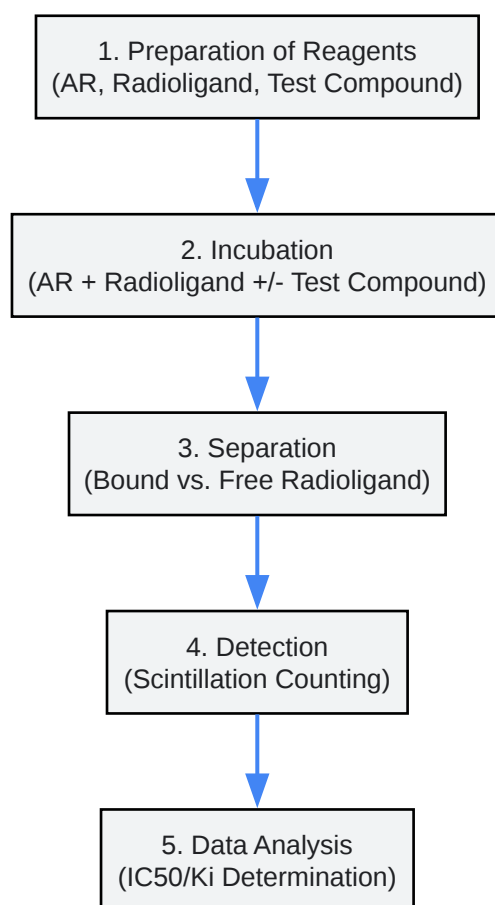 1. Preparation of Reagents
(AR, Radioligand, Test Compound)
2. Incubation
(AR + Radioligand +/- Test Compound)
3. Separation
(Bound vs. Free Radioligand)
4. Detection
(Scintillation Counting)
5. Data Analysis
(IC50/Ki Determination)